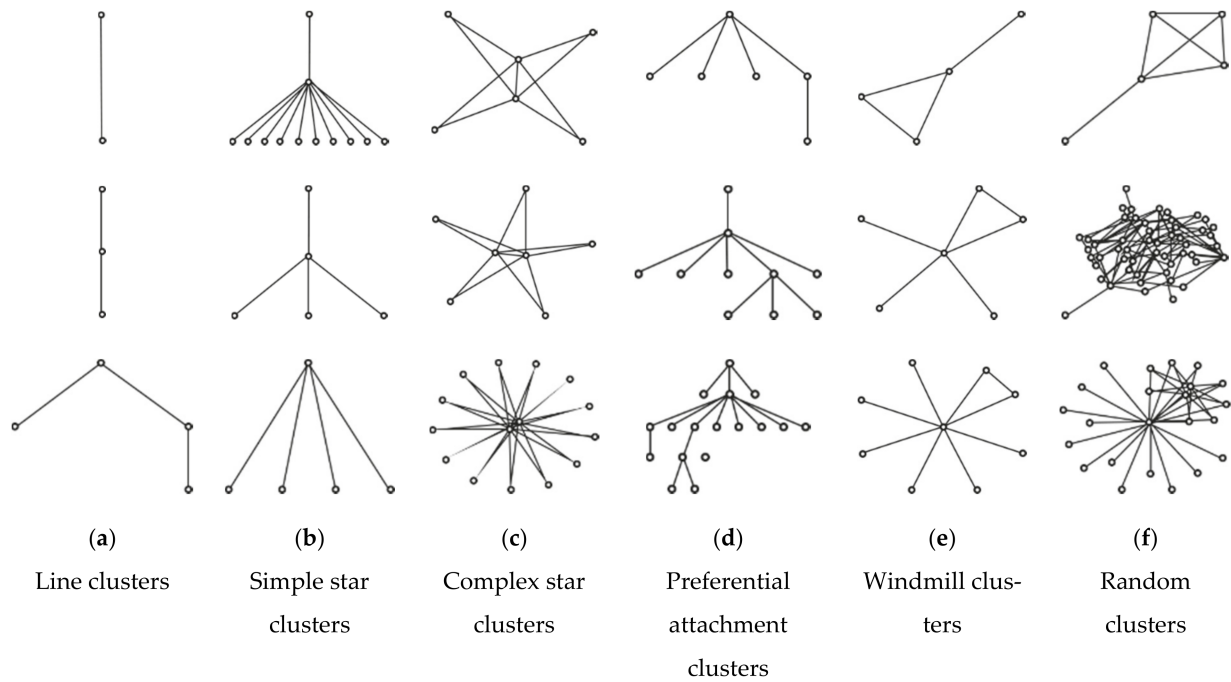 (a) (b) (c) (d) (e) (f)
Line clusters Simple star Complex star Preferential Windmill clus- Random
clusters clusters attachment ters clusters
clusters